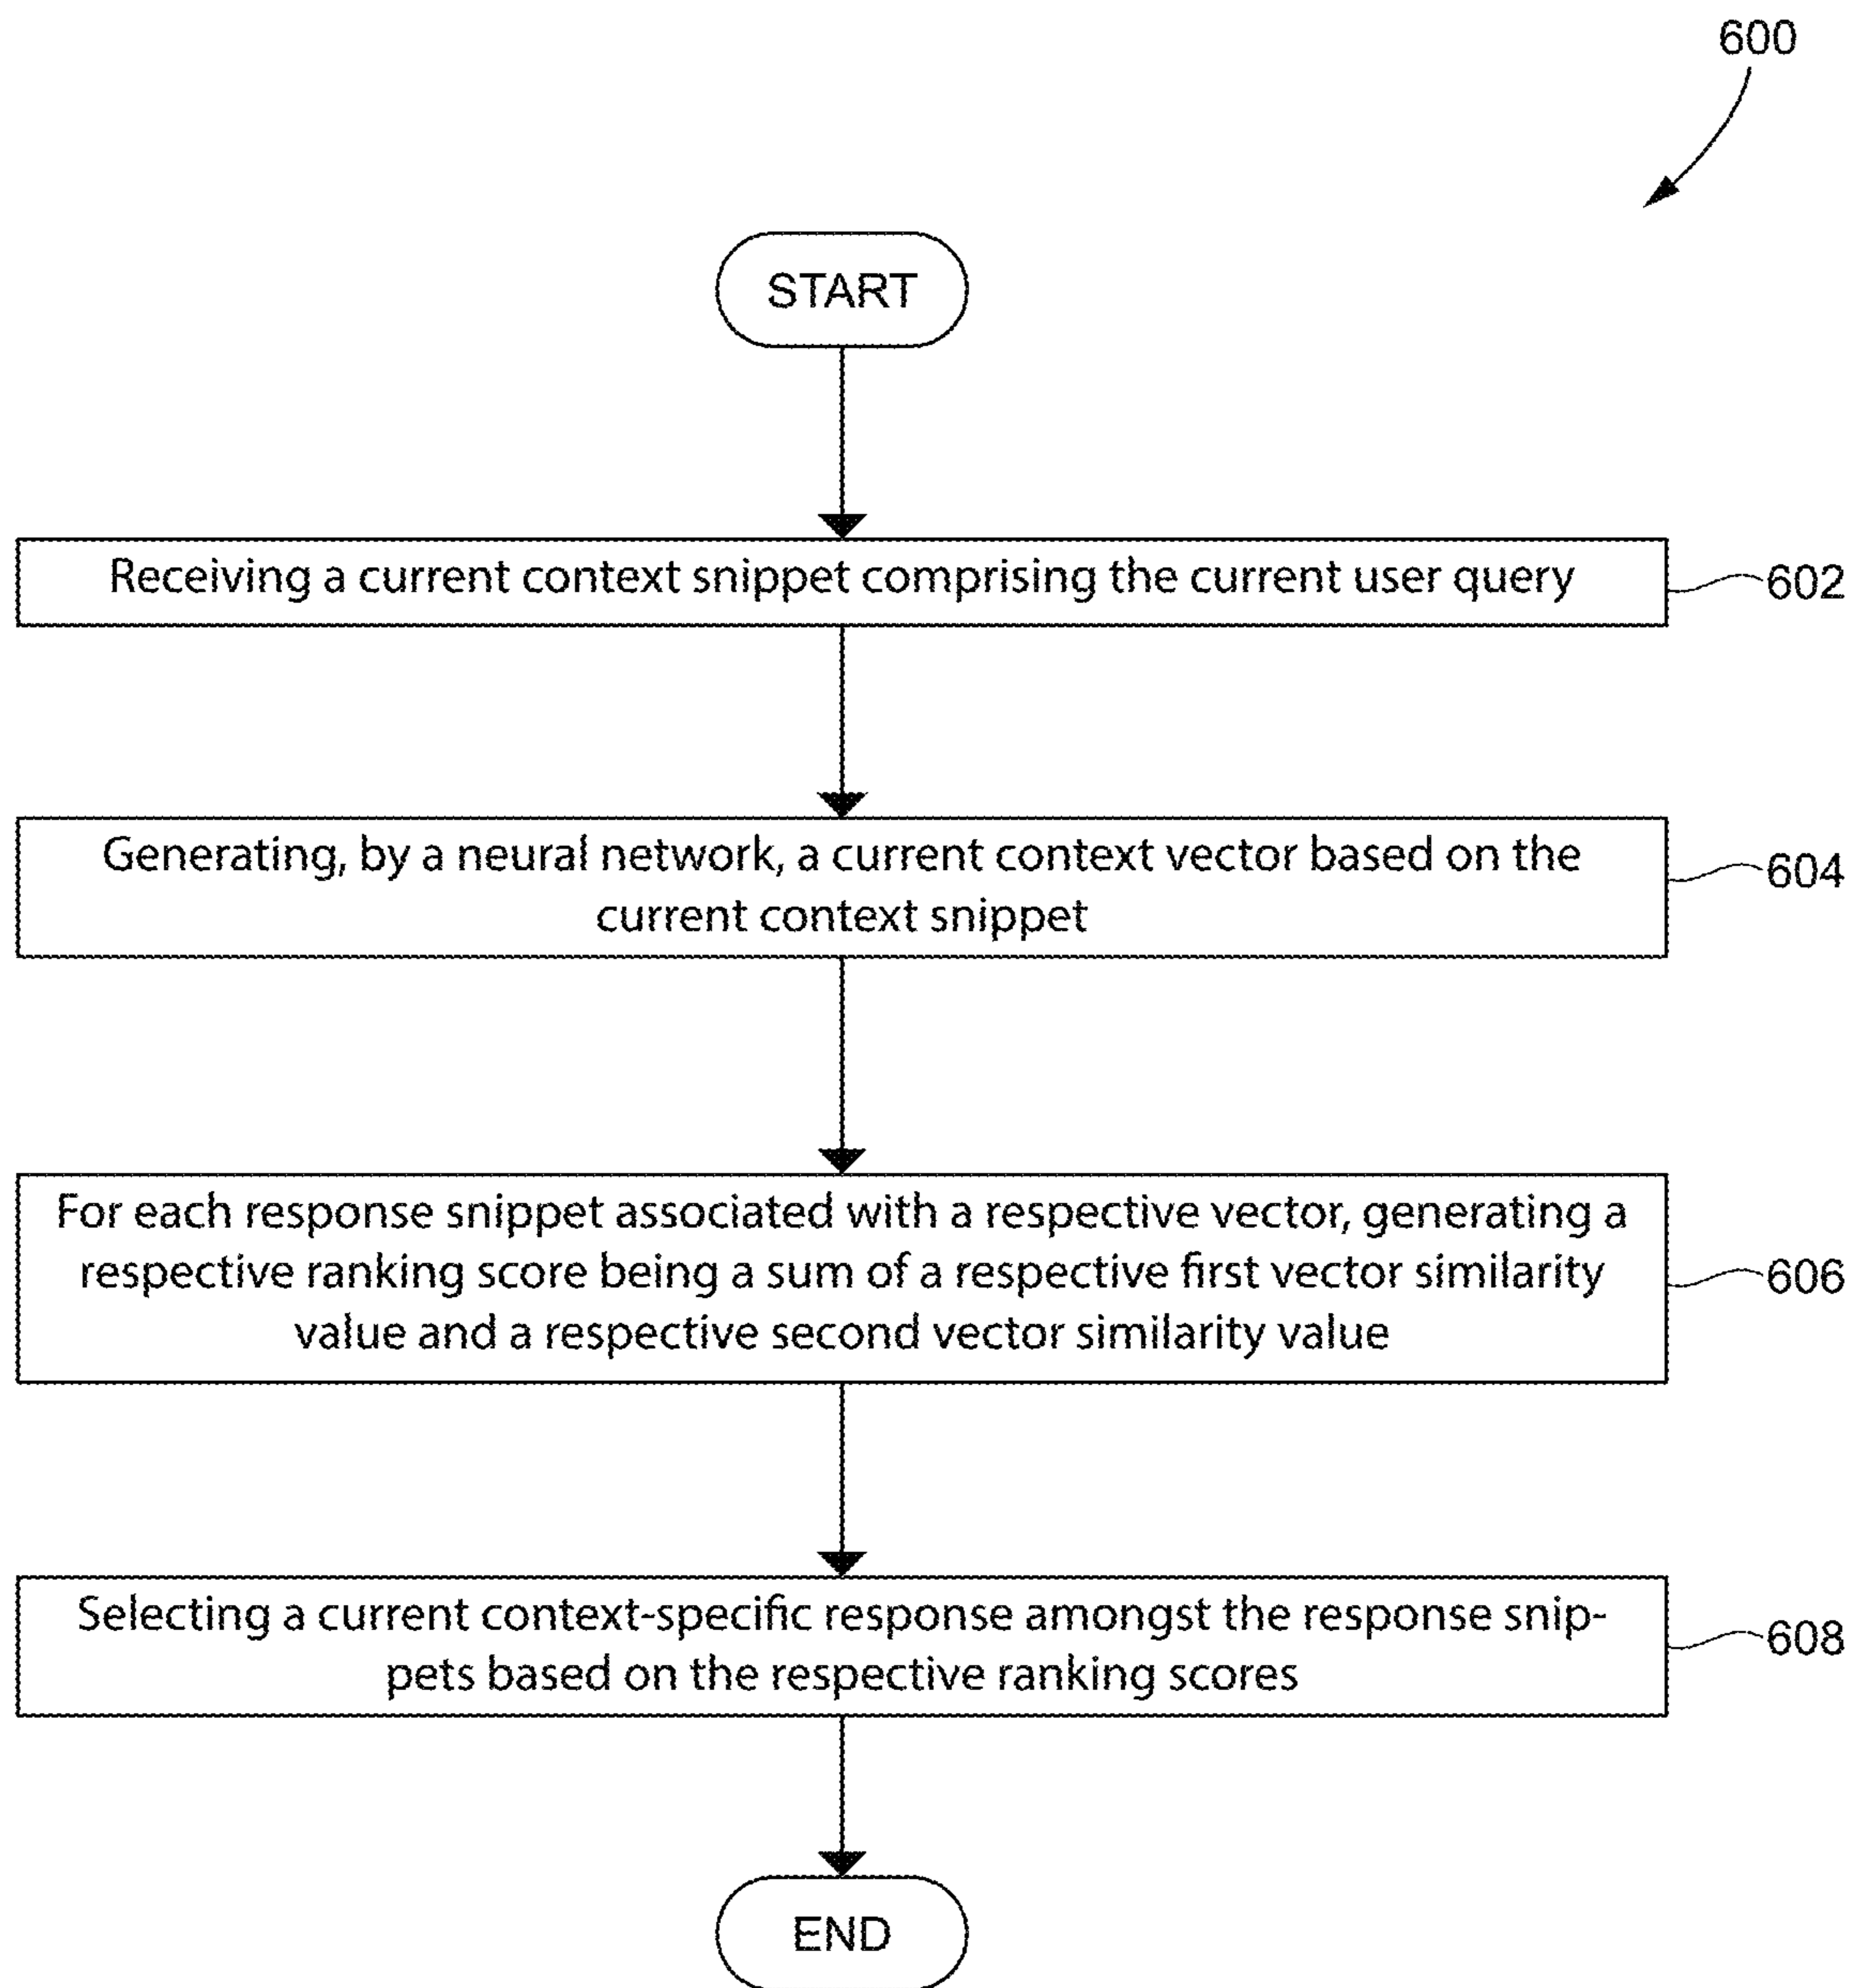 600
START
Receiving a current context snippet comprising the current user query
602
Generating, by a neural network, a current context vector based on the
current context snippet
604
For each response snippet associated with a respective vector, generating a
respective ranking score being a sum of a respective first vector similarity
value and a respective second vector similarity value
606
Selecting a current context-specific response amongst the response snip-
pets based on the respective ranking scores
608
END